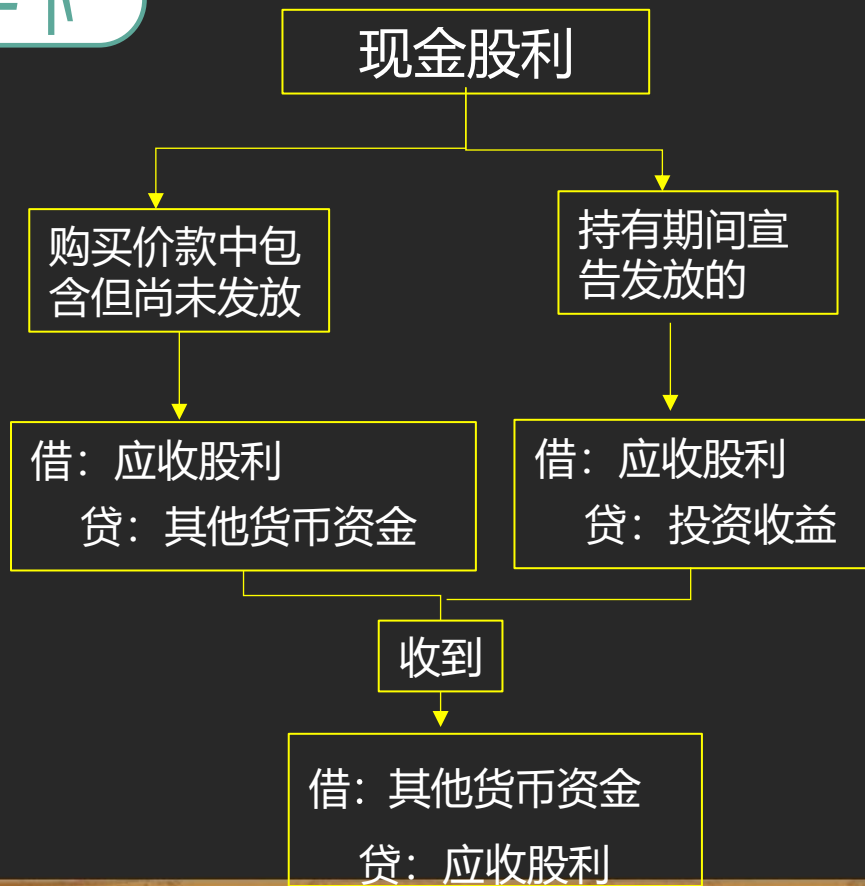 现金股利
购买价款中包
含但尚未发放
持有期间宣
告发放的
借：应收股利
贷：其他货币资金
借：应收股利
贷：投资收益
收到
借：其他货币资金
贷：应收股利